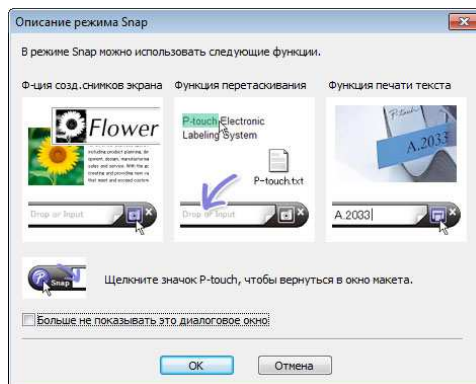 Описание режима Snap
В режиме Snap можно использовать следующие функции.
Ф-ция созд.снимков экрана
Функция перетаскивания
Функция печати текста
Flower
Drop or Input
P-touch Electronic
Labeling System
P-touch.txt
Drop or Input
P-touch
A.2033
A.2033
Snap
Щелкните значок P-touch, чтобы вернуться в окно макета.
Больше не показывать это диалоговое окно
OK
Отмена